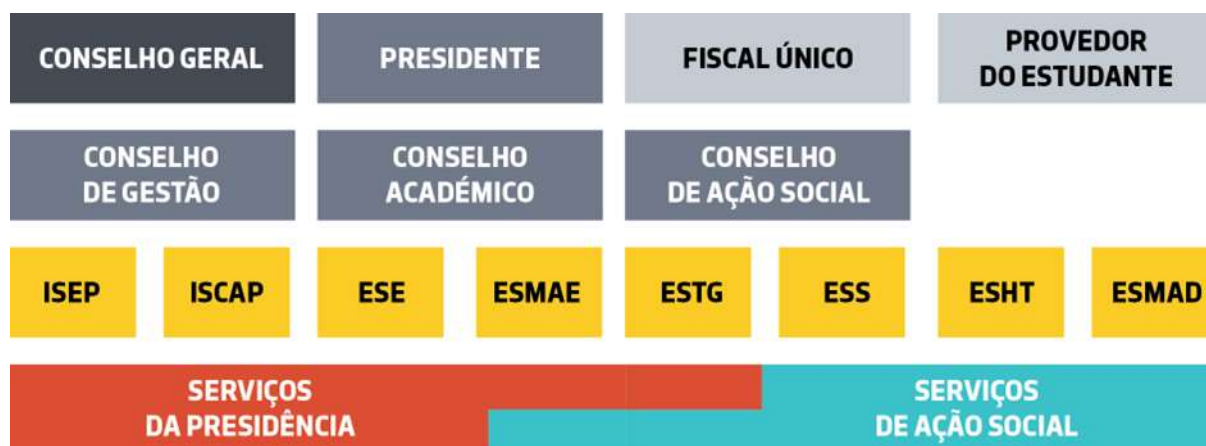 CONSELHO GERAL
PRESIDENTE
FISCAL ÚNICO
PROVEDOR
DO ESTUDANTE
CONSELHO
DE GESTÃO
CONSELHO
ACADÉMICO
CONSELHO
DE AÇÃO SOCIAL
ISEP
ISCAP
ESE
ESMAE
ESTG
ESS
ESHT
ESMAD
SERVIÇOS
DA PRESIDÊNCIA
SERVIÇOS
DE AÇÃO SOCIAL